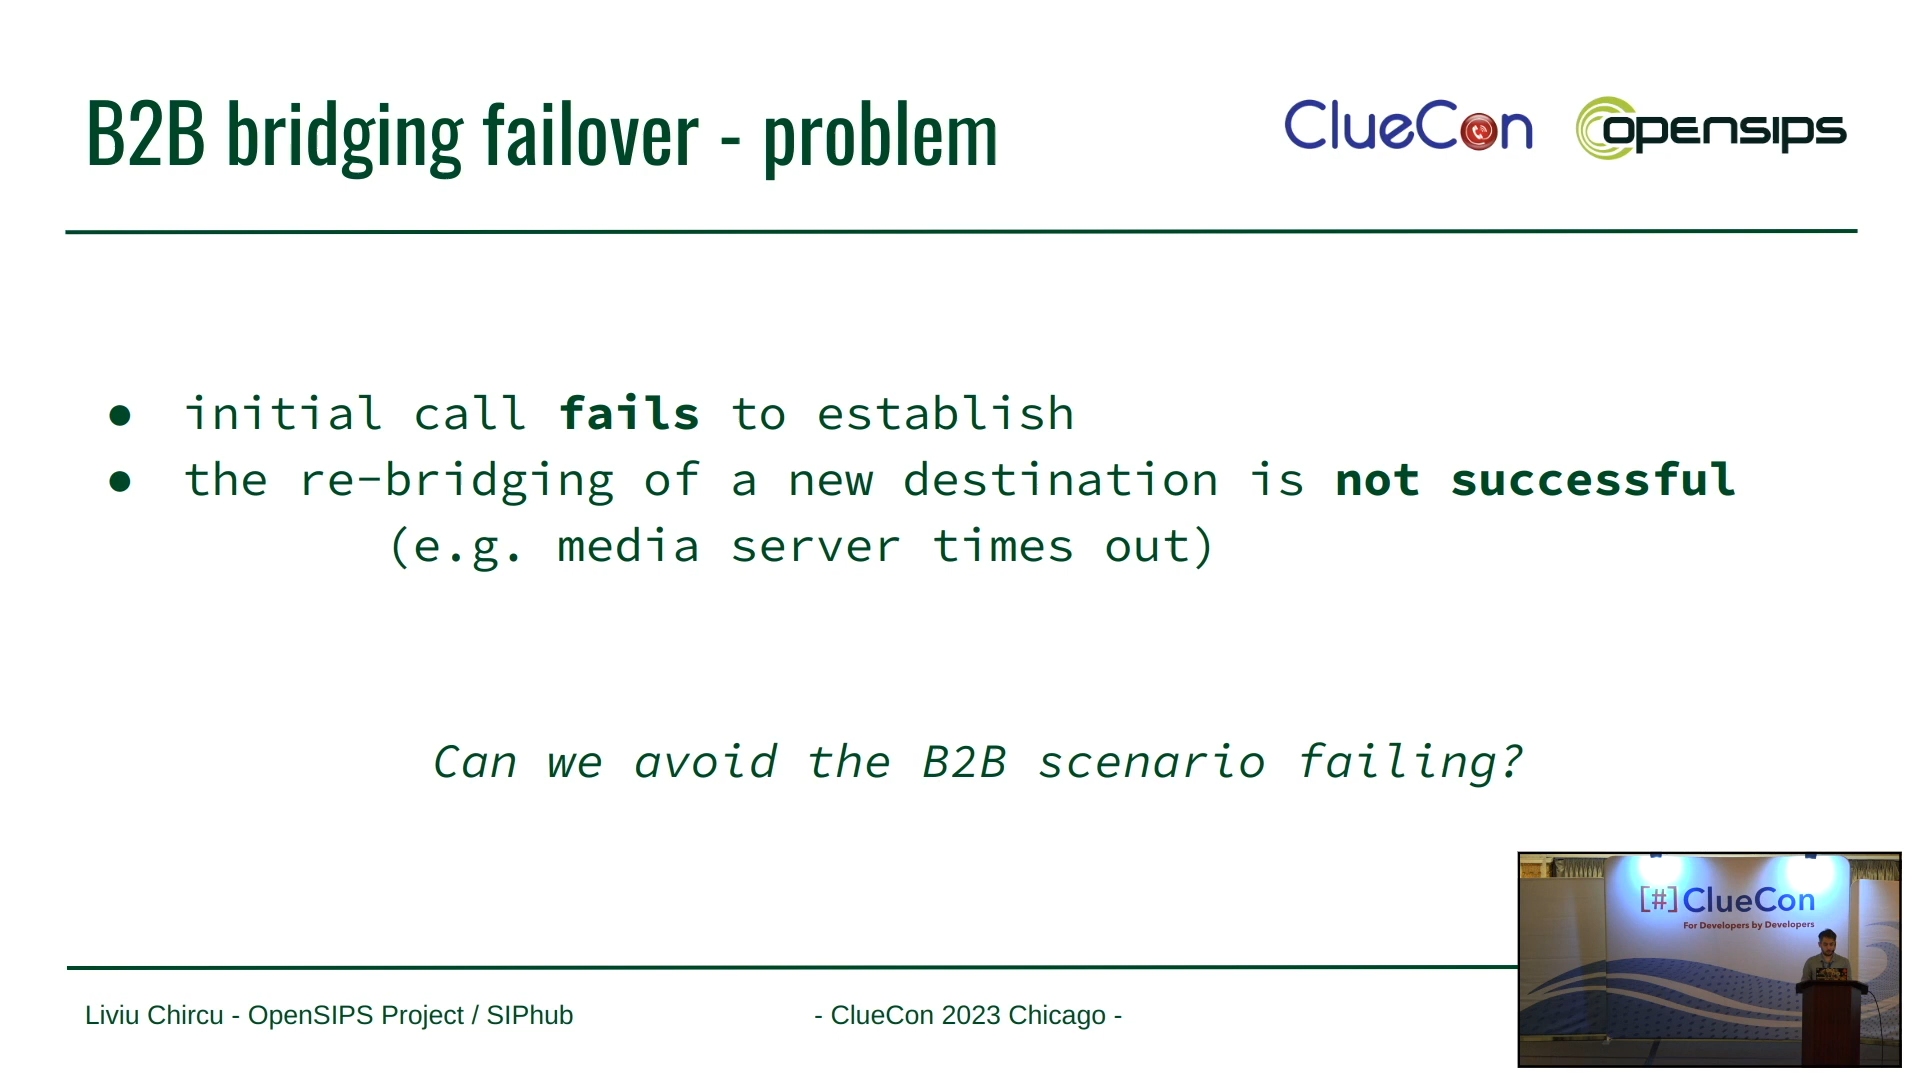 B2B bridging failover - problem
ClueCon
opensips
● initial call fails to establish
● the re-bridging of a new destination is not successful
(e.g. media server times out)
Can we avoid the B2B scenario failing?
[#] ClueCon
For Developers by Developers
Liviu Chircu - OpenSIPS Project / SIPhub
- ClueCon 2023 Chicago -